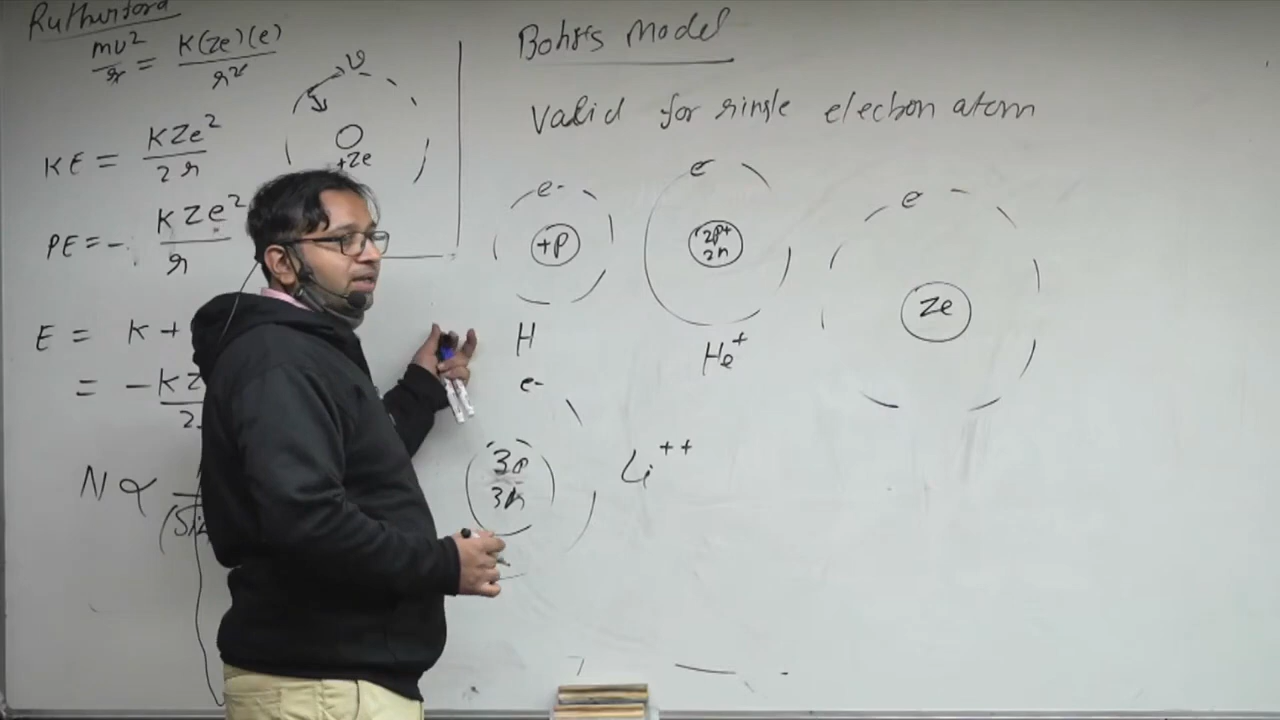 Rutherford
mv²/r = K(Ze)(e)/r²
v
+Ze
KE = KZe²/2r
PE = - KZe²/r
E = K +
= -KZ
N ∝
Bohr's Model
Valid for single electron atom
e-
+P
H
e-
2P+
2n
He+
e-
Ze
e-
3P
3n
Li++